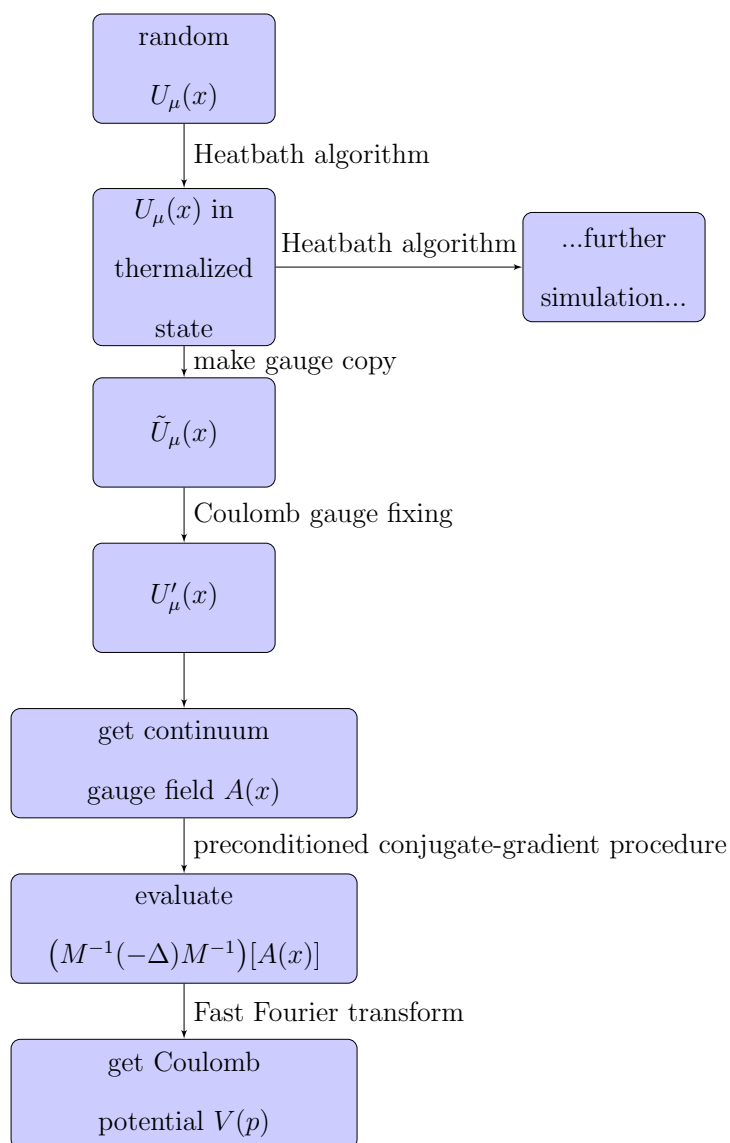 random
U_μ(x)
Heatbath algorithm
U_μ(x) in
thermalized
state
Heatbath algorithm
...further
simulation...
make gauge copy
Ũ_μ(x)
Coulomb gauge fixing
U′_μ(x)
get continuum
gauge field A(x)
preconditioned conjugate-gradient procedure
evaluate
(M⁻¹(−Δ)M⁻¹)[A(x)]
Fast Fourier transform
get Coulomb
potential V(p)